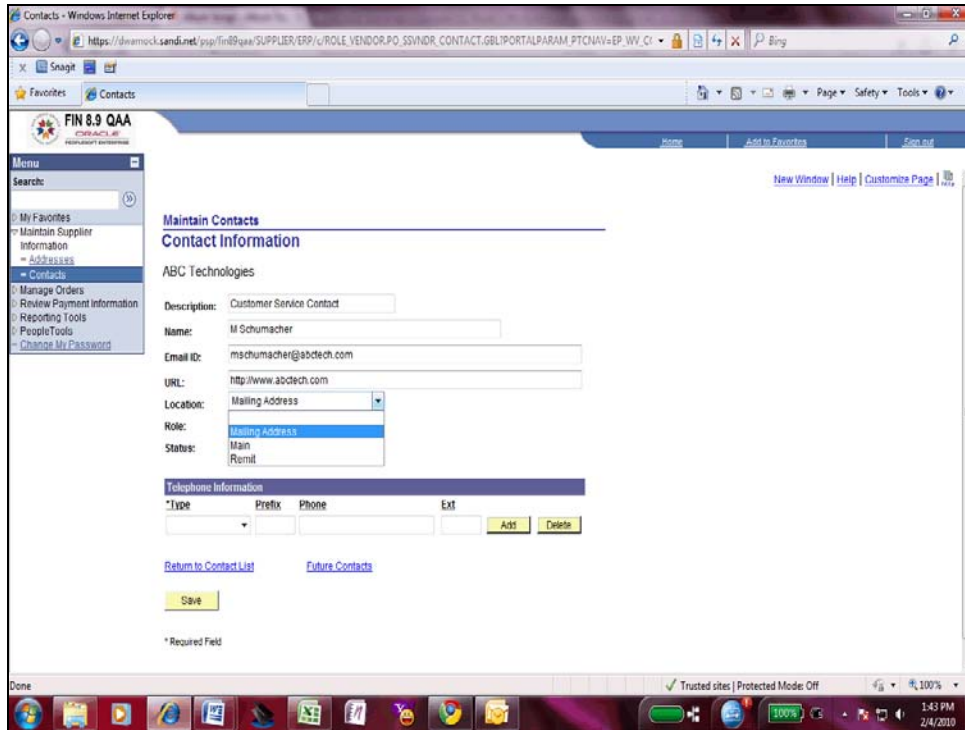 Contacts - Windows Internet Explorer
https://dwamock.sandi.net/psp/fin89qaa/SUPPLIER/ERP/c/ROLE_VENDOR.PO_SSVNDR_CONTACT.GBL?PORTALPARAM_PTCNAV=EP_WV_C
Bing
x Snagit
Favorites Contacts Page Safety Tools
FIN 8.9 QAA
ORACLE
PEOPLESOFT ENTERPRISE
Home Add to Favorites Sign out
Menu
Search:
New Window | Help | Customize Page |
My Favorites
Maintain Supplier
Information
- Addresses
- Contacts
Manage Orders
Review Payment Information
Reporting Tools
PeopleTools
- Change My Password
Maintain Contacts
Contact Information
ABC Technologies
Description: Customer Service Contact
Name: M Schumacher
Email ID: mschumacher@abctech.com
URL: http://www.abctech.com
Location: Mailing Address
Role:
Mailing Address
Status: Main
Remit
Telephone Information
*Type Prefix Phone Ext
Add Delete
Return to Contact List Future Contacts
Save
* Required Field
Done Trusted sites | Protected Mode: Off 100%
100%
1:43 PM
2/4/2010